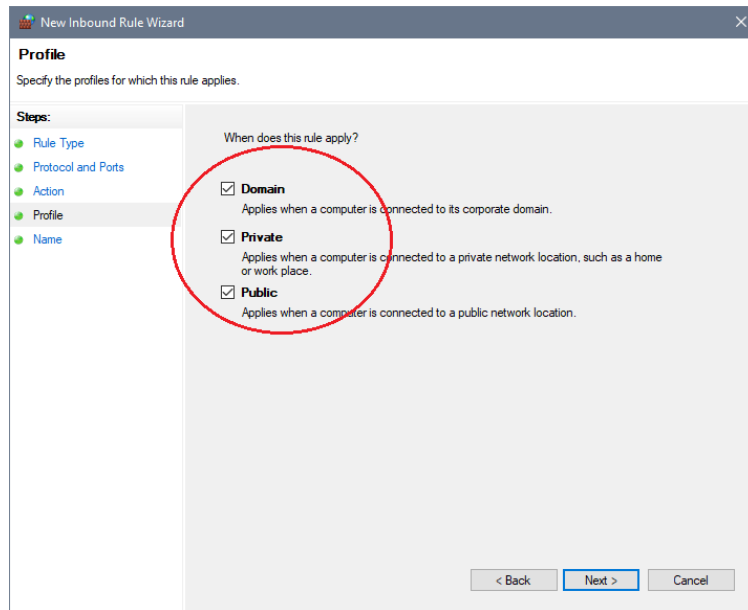 New Inbound Rule Wizard
Profile
Specify the profiles for which this rule applies.
Steps:
Rule Type
Protocol and Ports
Action
Profile
Name
When does this rule apply?
Domain
Applies when a computer is connected to its corporate domain.
Private
Applies when a computer is connected to a private network location, such as a home
or work place.
Public
Applies when a computer is connected to a public network location.
< Back
Next >
Cancel